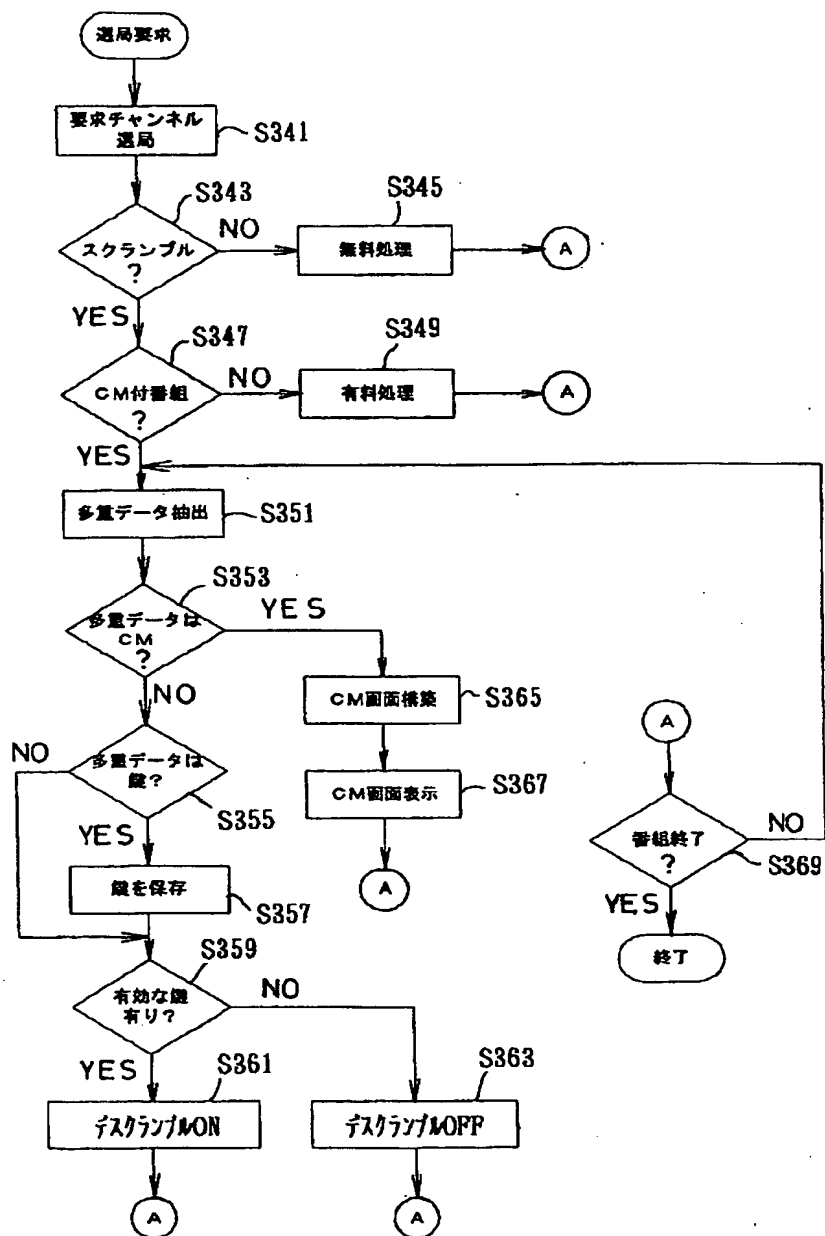 選局要求
要求チャンネル
選局
S341
スクランブル
?
S343
NO
YES
無料処理
S345
A
CM付番組
?
S347
NO
YES
有料処理
S349
A
多重データ抽出
S351
多重データは
CM
?
S353
YES
NO
CM画面構築
S365
CM画面表示
S367
A
多重データは
鍵?
S355
NO
YES
鍵を保存
S357
有効な鍵
有り?
S359
NO
YES
デスクランブルON
S361
A
デスクランブルOFF
S363
A
A
番組終了
?
S369
NO
YES
終了